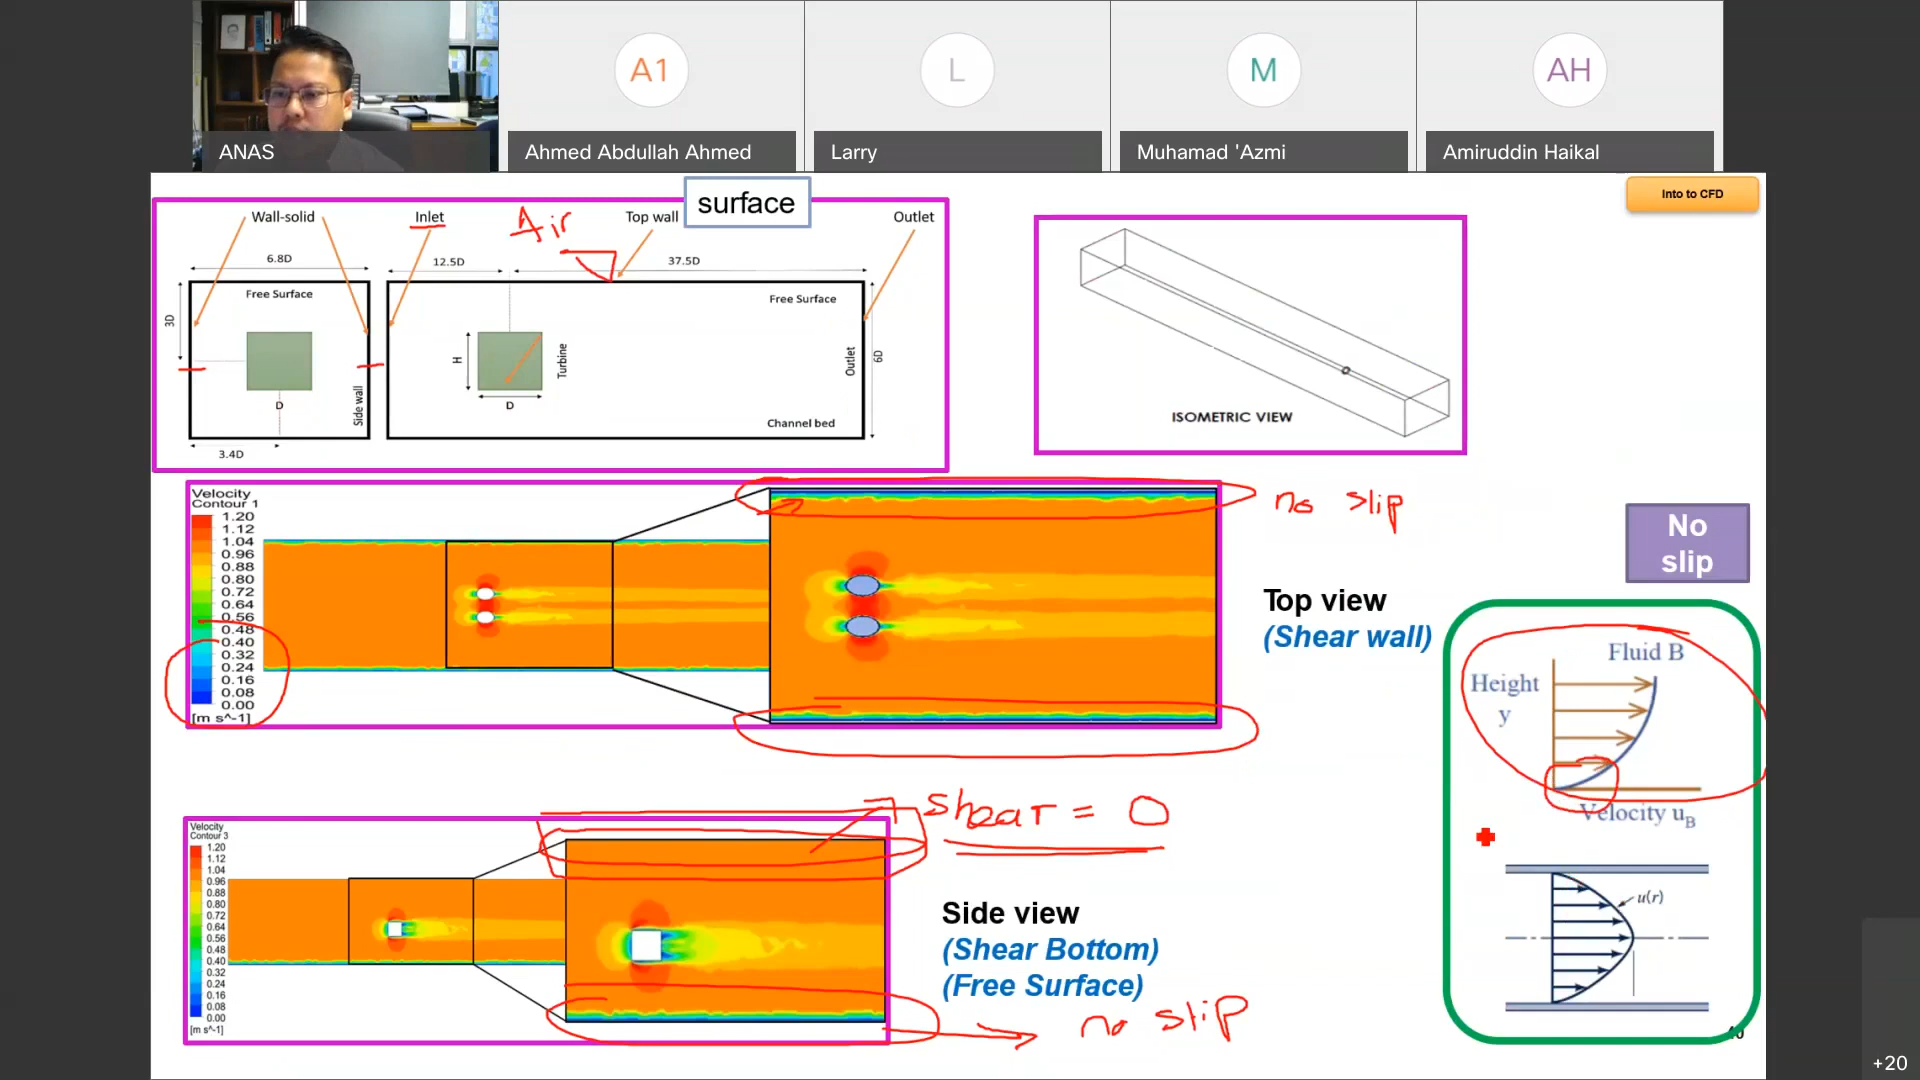 A1
L
M
AH
ANAS
Ahmed Abdullah Ahmed
Larry
Muhamad 'Azmi
Amiruddin Haikal
surface
Into to CFD
Wall-solid
Inlet
Air
Top wall
Outlet
6.8D
12.5D
37.5D
Free Surface
Free Surface
3D
H
Turbine
Outlet
6D
D
D
Side wall
Channel bed
3.4D
ISOMETRIC VIEW
Velocity
Contour 1
1.20
1.12
1.04
0.96
0.88
0.80
0.72
0.64
0.56
0.48
0.40
0.32
0.24
0.16
0.08
0.00
[m s^-1]
no slip
Top view
(Shear wall)
No
slip
Fluid B
Height
y
Velocity uB
u(r)
shear = 0
Velocity
Contour 3
1.20
1.12
1.04
0.96
0.88
0.80
0.72
0.64
0.56
0.48
0.40
0.32
0.24
0.16
0.08
0.00
[m s^-1]
Side view
(Shear Bottom)
(Free Surface)
no slip
+20